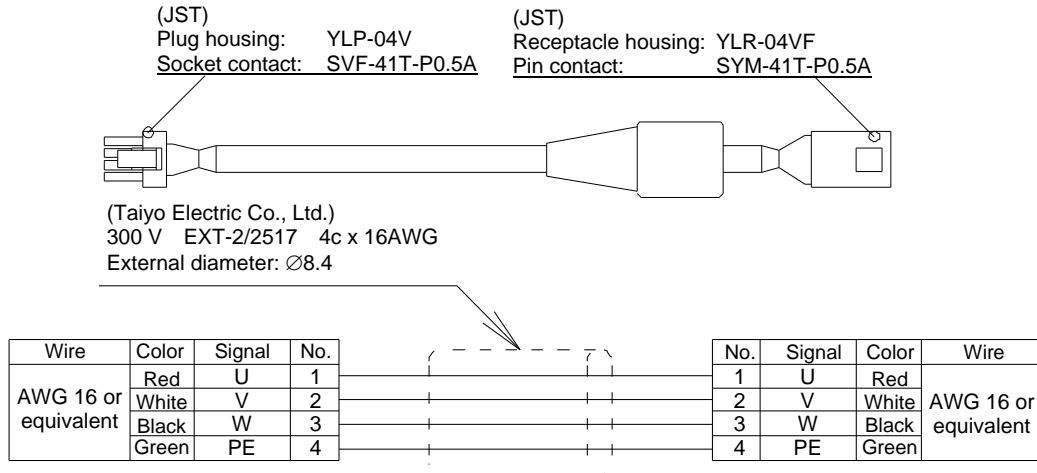 (JST)
Plug housing: YLP-04V
Socket contact: SVF-41T-P0.5A
(JST)
Receptacle housing: YLR-04VF
Pin contact: SYM-41T-P0.5A
(Taiyo Electric Co., Ltd.)
300 V EXT-2/2517 4c x 16AWG
External diameter: ∅8.4
Wire Color Signal No.
AWG 16 or equivalent
Red U 1
White V 2
Black W 3
Green PE 4
No. Signal Color Wire
1 U Red
2 V White
3 W Black
4 PE Green
AWG 16 or equivalent